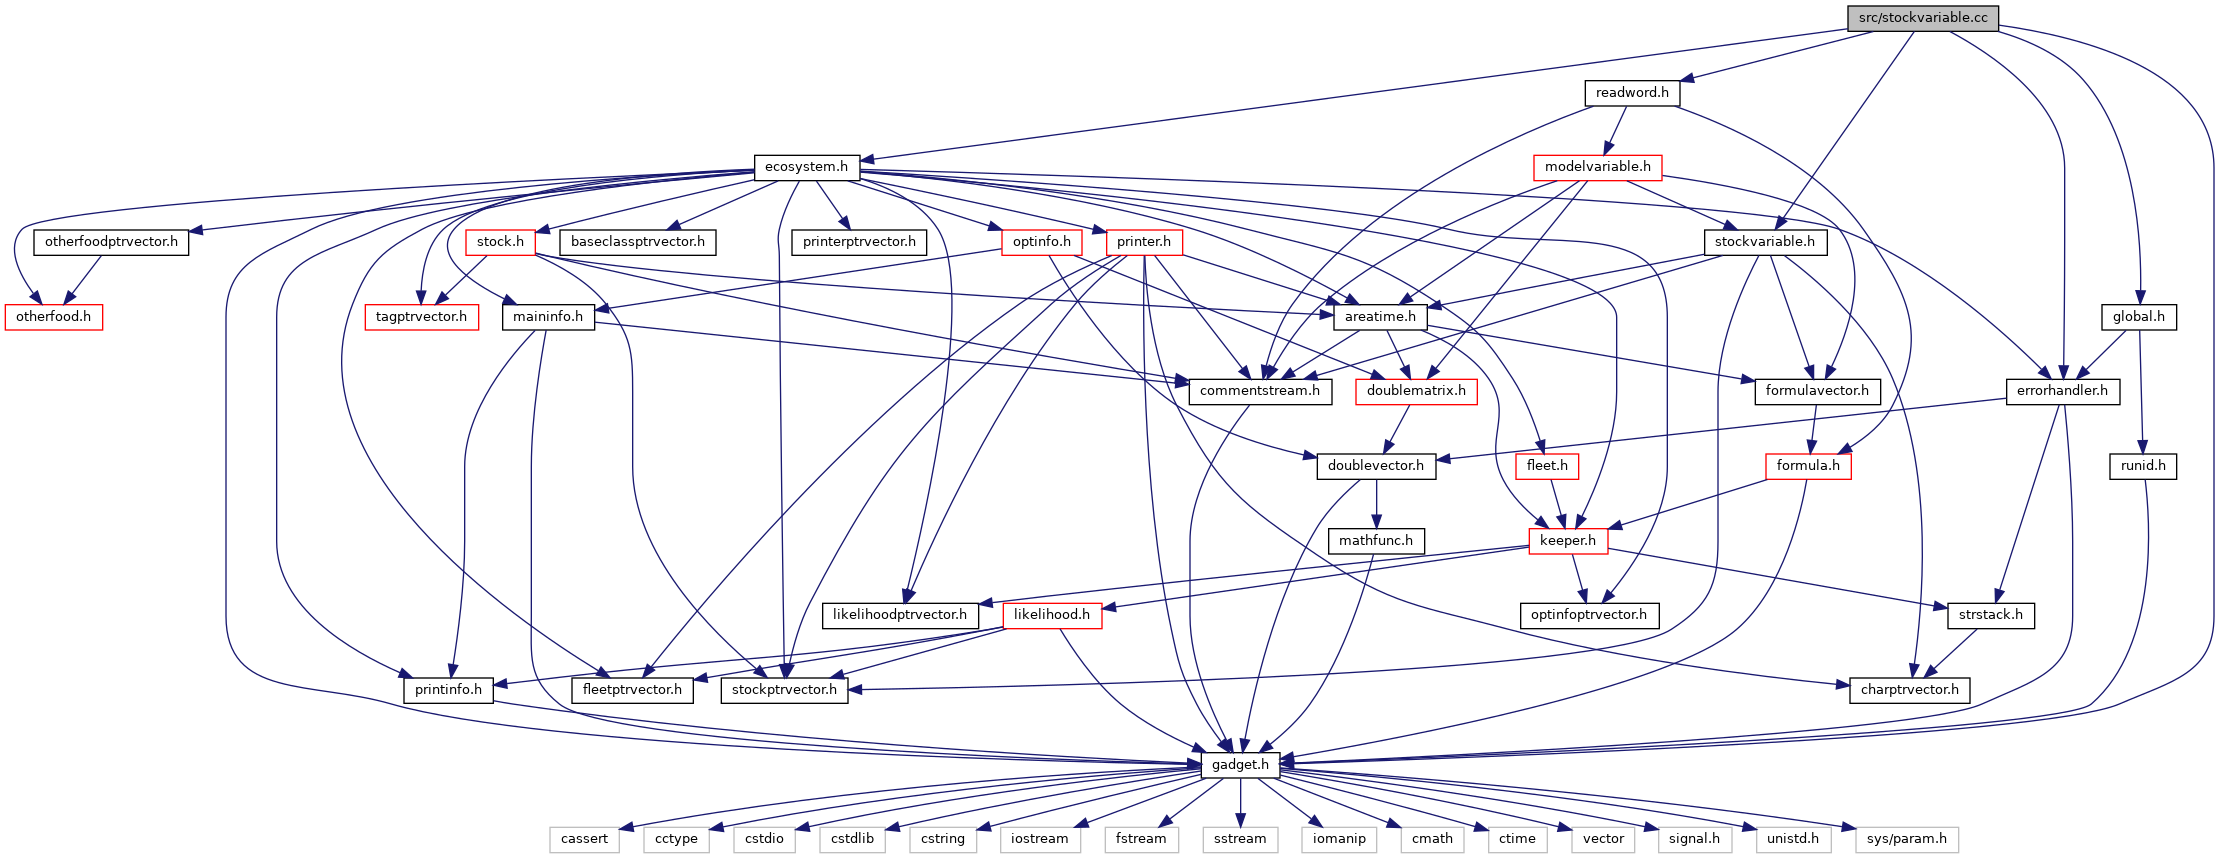 src/stockvariable.cc
readword.h
ecosystem.h
modelvariable.h
otherfoodptrvector.h
stock.h
baseclassptrvector.h
printerptrvector.h
optinfo.h
printer.h
stockvariable.h
otherfood.h
tagptrvector.h
maininfo.h
areatime.h
global.h
commentstream.h
doublematrix.h
formulavector.h
errorhandler.h
doublevector.h
fleet.h
formula.h
runid.h
mathfunc.h
keeper.h
likelihoodptrvector.h
likelihood.h
optinfoptrvector.h
strstack.h
printinfo.h
fleetptrvector.h
stockptrvector.h
charptrvector.h
gadget.h
cassert
cctype
cstdio
cstdlib
cstring
iostream
fstream
sstream
iomanip
cmath
ctime
vector
signal.h
unistd.h
sys/param.h